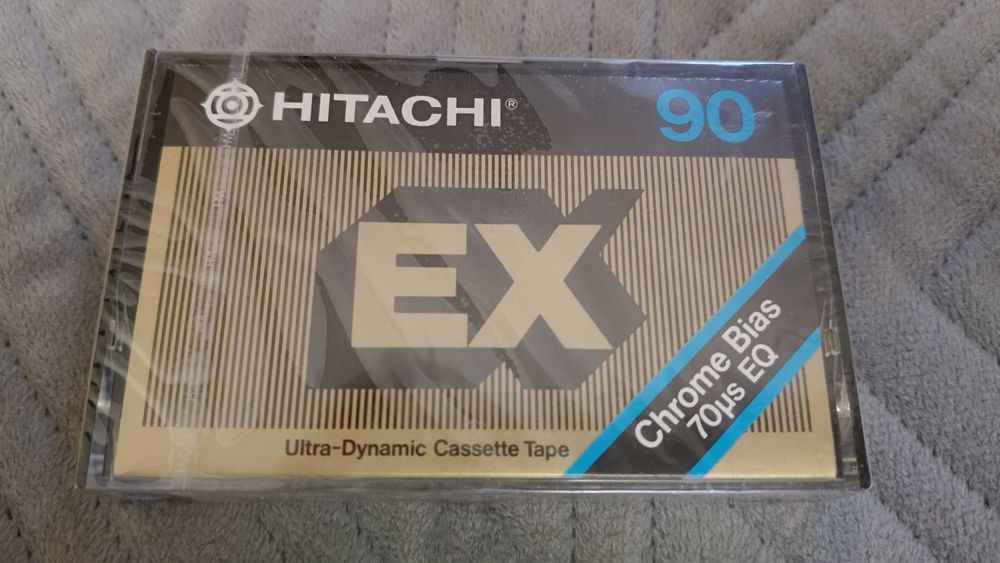 HITACHI®
90
EX
Chrome Bias
70µs EQ
Ultra-Dynamic Cassette Tape